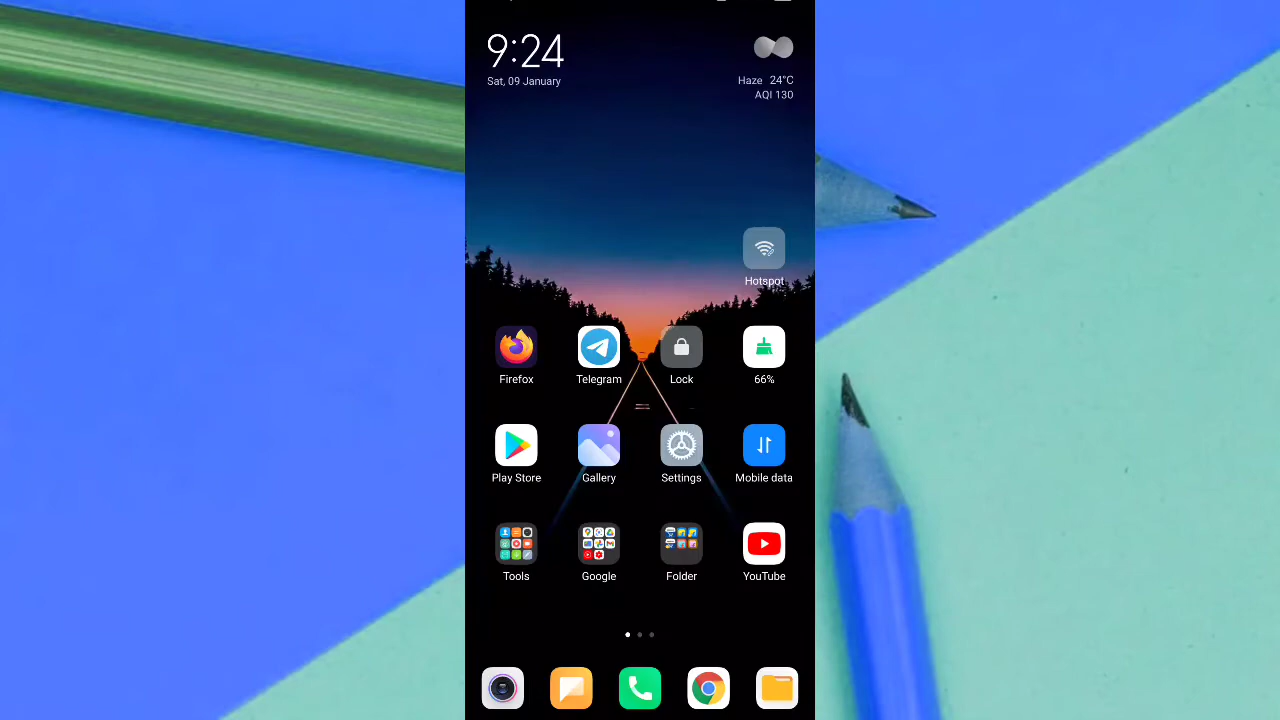 9:24
Sat, 09 January
Haze 24°C
AQI 130
Hotspot
Firefox
Telegram
Lock
66%
Play Store
Gallery
Settings
Mobile data
Tools
Google
Folder
YouTube